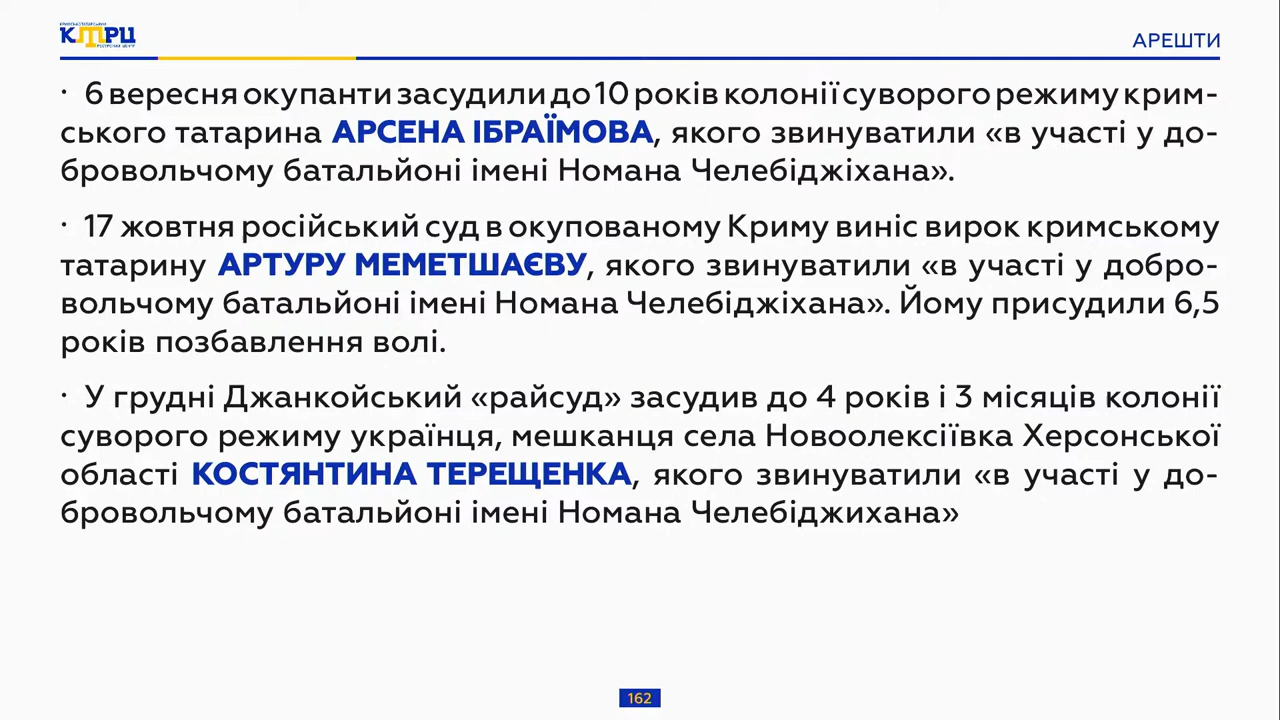 КРИМСЬКОТАТАРСЬКИЙ
КТРЦ
РЕСУРСНИЙ ЦЕНТР
АРЕШТИ
· 6 вересня окупанти засудили до 10 років колонії суворого режиму крим-
ського татарина АРСЕНА ІБРАЇМОВА, якого звинуватили «в участі у до-
бровольчому батальйоні імені Номана Челебіджіхана».
· 17 жовтня російський суд в окупованому Криму виніс вирок кримському
татарину АРТУРУ МЕМЕТШАЄВУ, якого звинуватили «в участі у добро-
вольчому батальйоні імені Номана Челебіджіхана». Йому присудили 6,5
років позбавлення волі.
· У грудні Джанкойський «райсуд» засудив до 4 років і 3 місяців колонії
суворого режиму українця, мешканця села Новоолексіївка Херсонської
області КОСТЯНТИНА ТЕРЕЩЕНКА, якого звинуватили «в участі у до-
бровольчому батальйоні імені Номана Челебіджихана»
162